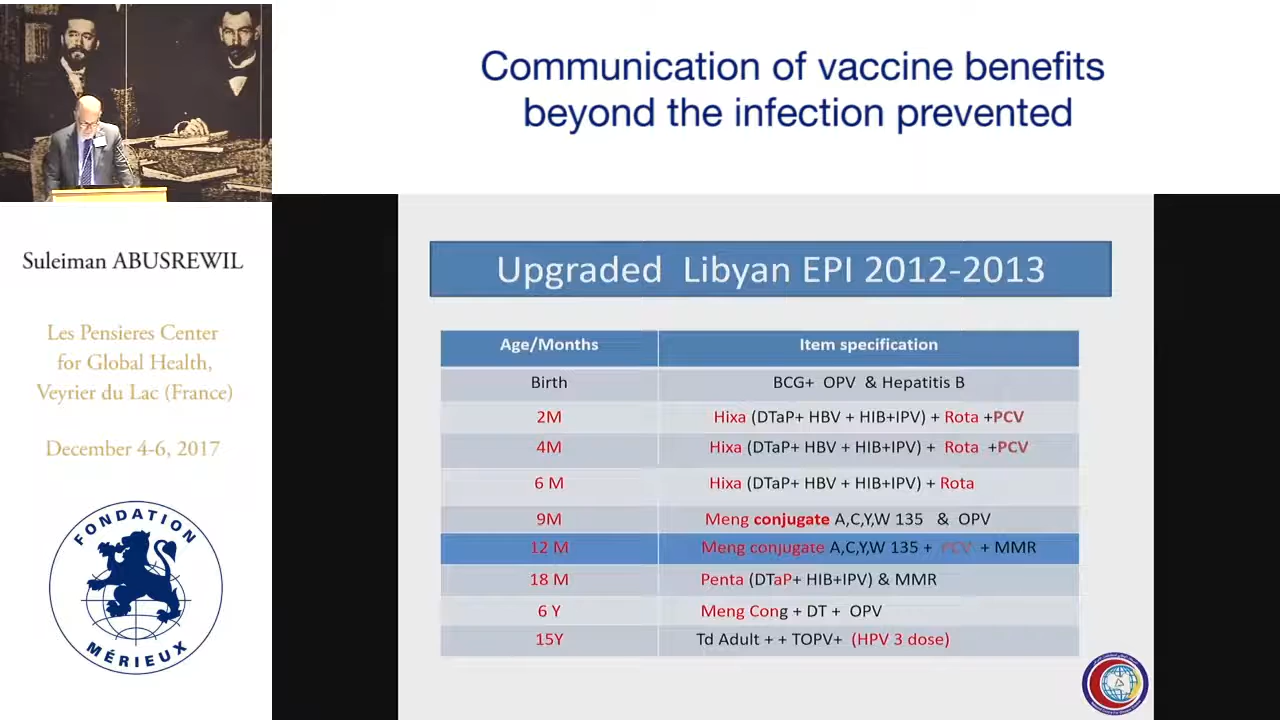 Communication of vaccine benefits
beyond the infection prevented
Suleiman ABUSREWIL
Les Pensieres Center
for Global Health,
Veyrier du Lac (France)
December 4-6, 2017
FONDATION
MÉRIEUX
Upgraded Libyan EPI 2012-2013
Age/Months Item specification
Birth BCG+ OPV & Hepatitis B
2M Hixa (DTaP+ HBV + HIB+IPV) + Rota +PCV
4M Hixa (DTaP+ HBV + HIB+IPV) + Rota +PCV
6 M Hixa (DTaP+ HBV + HIB+IPV) + Rota
9M Meng conjugate A,C,Y,W 135 & OPV
12 M Meng conjugate A,C,Y,W 135 + PCV + MMR
18 M Penta (DTaP+ HIB+IPV) & MMR
6 Y Meng Cong + DT + OPV
15Y Td Adult + + TOPV+ (HPV 3 dose)